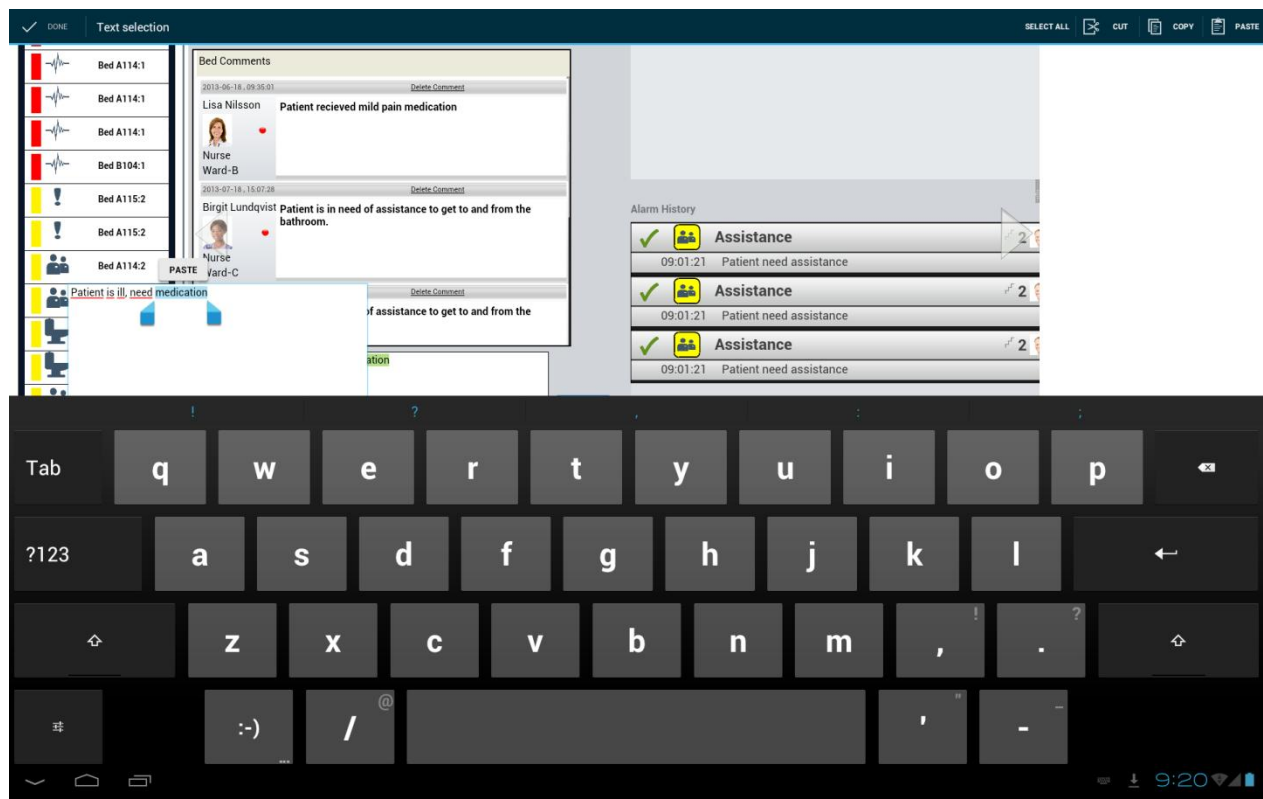 DONE
Text selection
SELECT ALL
CUT
COPY
PASTE
Bed A114:1
Bed A114:1
Bed A114:1
Bed B104:1
Bed A115:2
Bed A115:2
Bed A114:2
Bed Comments
2013-06-18 , 09:35:01
Delete Comment
Lisa Nilsson
Patient recieved mild pain medication
Nurse
Ward-B
2013-07-18 , 15:07:28
Delete Comment
Birgit Lundqvist
Patient is in need of assistance to get to and from the
bathroom.
Nurse
Ward-C
PASTE
Patient is ill, need medication
Delete Comment
of assistance to get to and from the
ation
Alarm History
Assistance
2
09:01:21 Patient need assistance
Assistance
2
09:01:21 Patient need assistance
Assistance
2
09:01:21 Patient need assistance
! ? , : ;
Tab q w e r t y u i o p
?123 a s d f g h j k l
z x c v b n m , ! . ?
:-) ... / @ ' " - _
9:20